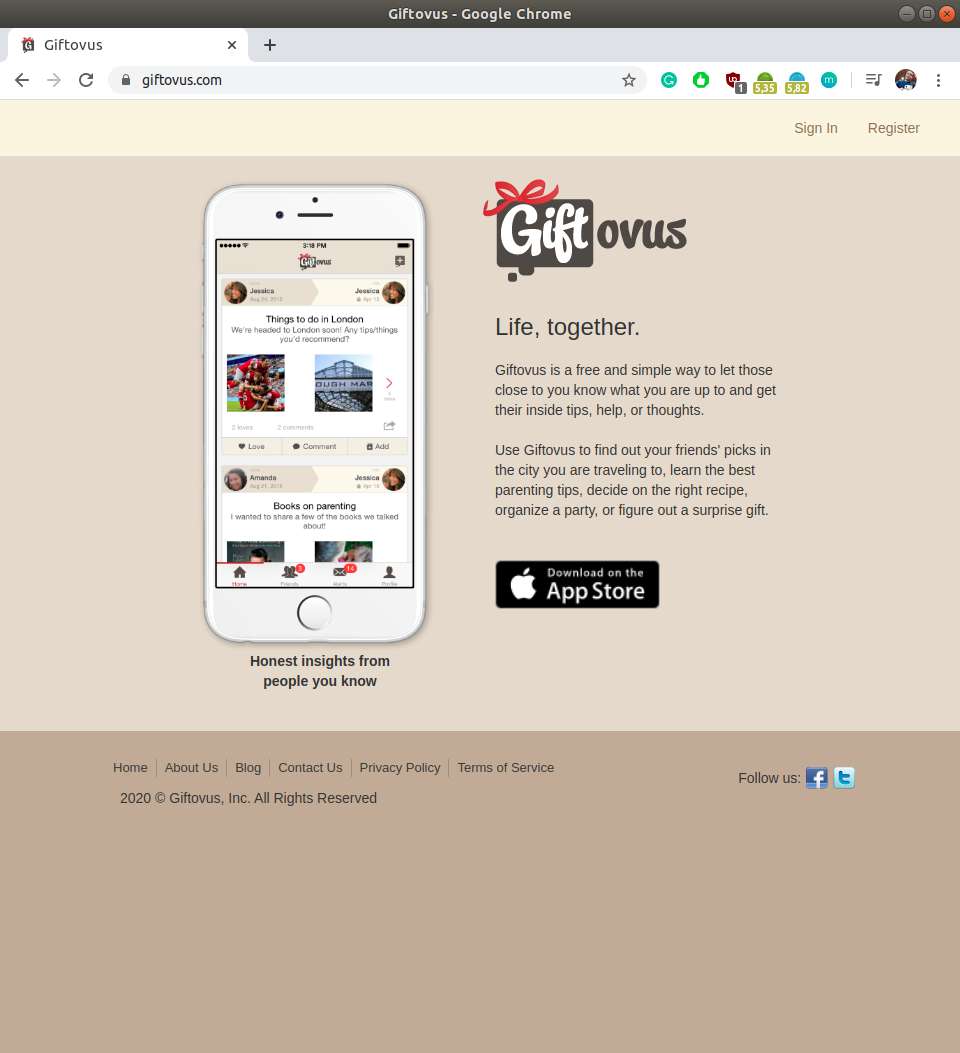 Giftovus - Google Chrome
Giftovus
giftovus.com
1
5,35
5,82
m
Sign In Register
3:18 PM
Giftovus
Jessica
Aug 24, 2015
Jessica
Apr 13
Things to do in London
We're headed to London soon! Any tips/things
you'd recommend?
OUGH MAR
2 loves 2 comments
Love Comment Add
Amanda
Aug 21, 2015
Jessica
Apr 13
Books on parenting
I wanted to share a few of the books we talked
about!
14
Home Friends Alerts Profile
Honest insights from
people you know
Giftovus
Life, together.
Giftovus is a free and simple way to let those
close to you know what you are up to and get
their inside tips, help, or thoughts.
Use Giftovus to find out your friends' picks in
the city you are traveling to, learn the best
parenting tips, decide on the right recipe,
organize a party, or figure out a surprise gift.
Download on the
App Store
Home About Us Blog Contact Us Privacy Policy Terms of Service
2020 © Giftovus, Inc. All Rights Reserved
Follow us: